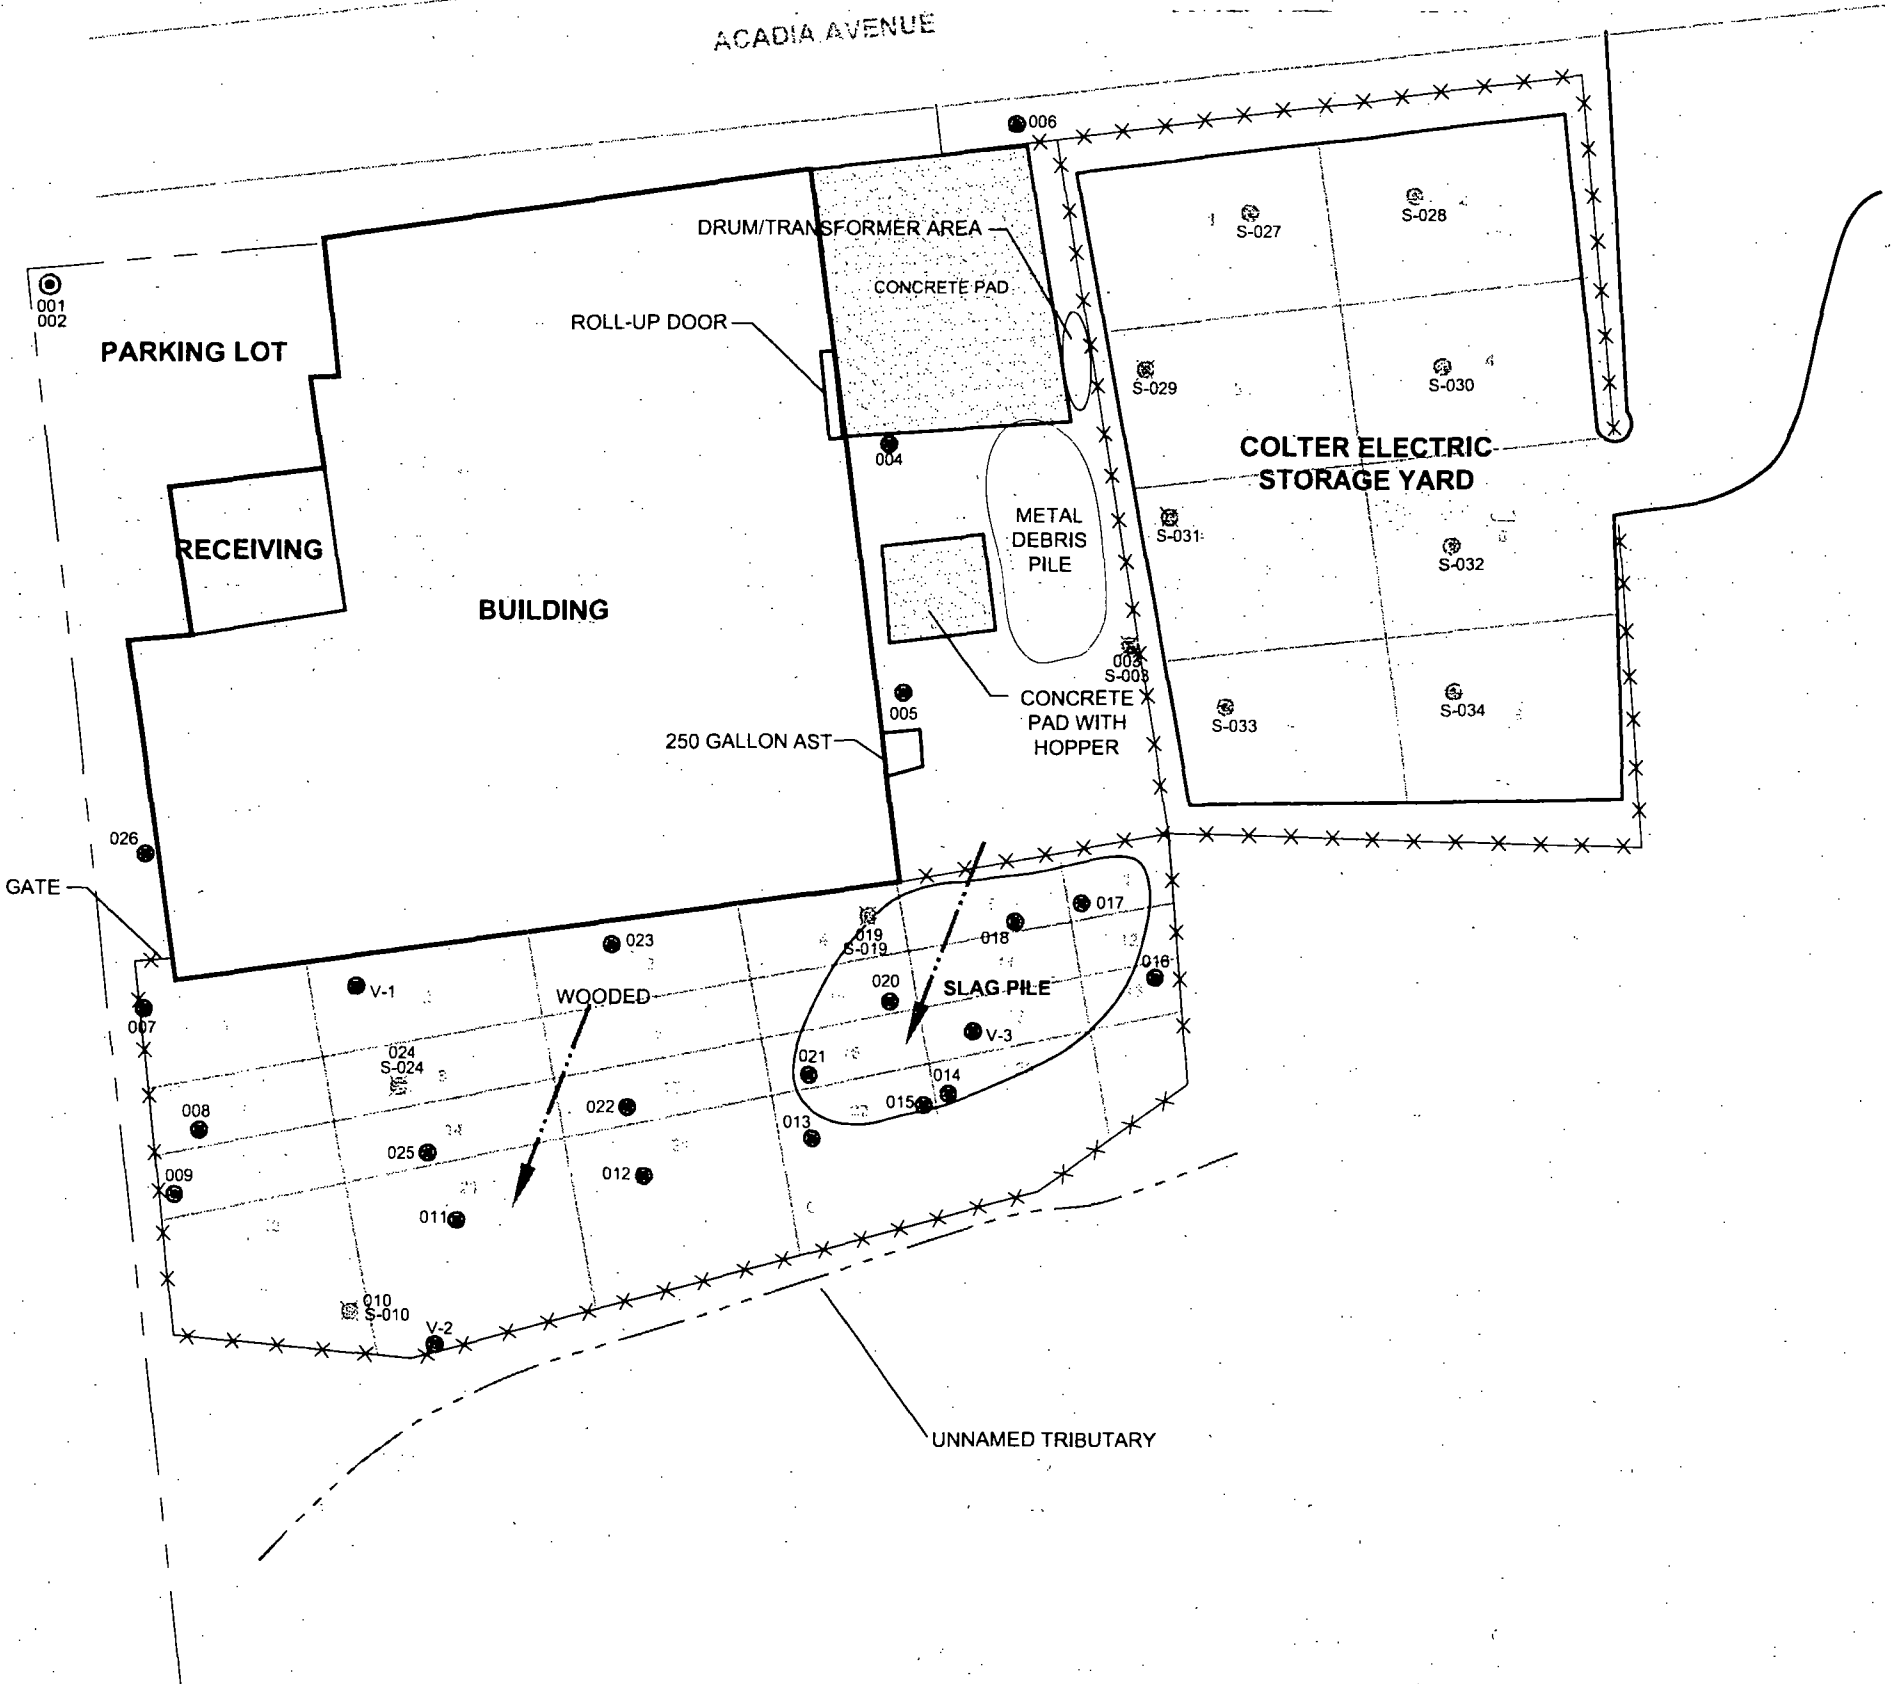 ACADIA AVENUE
006
S-027
S-028
DRUM/TRANSFORMER AREA
CONCRETE PAD
001
002
ROLL-UP DOOR
PARKING LOT
S-029
S-030
004
COLTER ELECTRIC
STORAGE YARD
METAL
DEBRIS
PILE
S-031
S-032
RECEIVING
BUILDING
003
S-003
CONCRETE
PAD WITH
HOPPER
005
S-033
S-034
250 GALLON AST
026
GATE
017
018
019
S-019
023
016
V-1
WOODED
020
SLAG PILE
007
V-3
024
S-024
021
014
015
008
022
013
025
012
009
011
010
S-010
V-2
UNNAMED TRIBUTARY